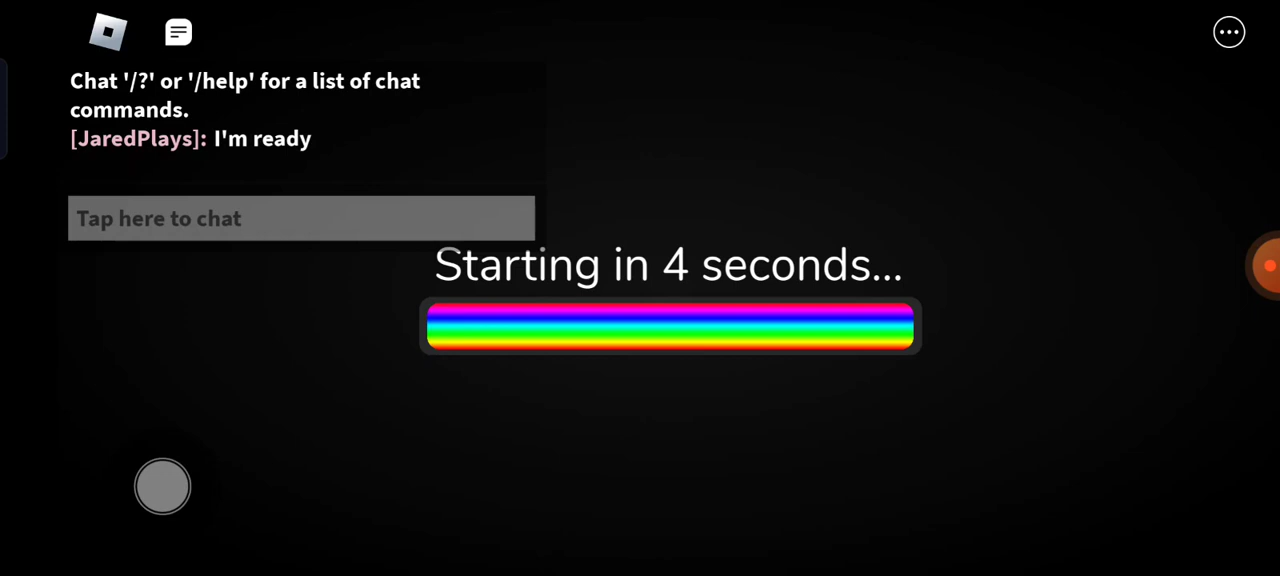 Chat '/?' or '/help' for a list of chat
commands.
[JaredPlays]: I'm ready
Tap here to chat
Starting in 4 seconds...